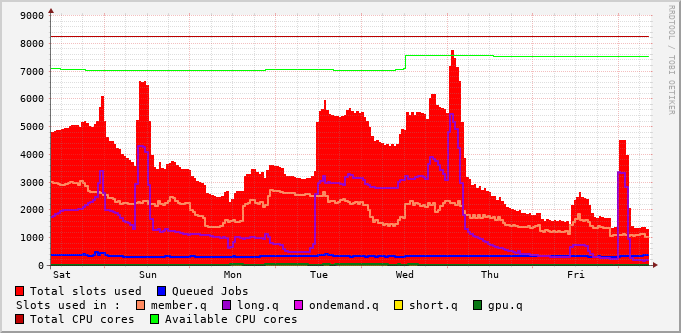 9000
8000
7000
6000
5000
4000
3000
2000
1000
0
Sat Sun Mon Tue Wed Thu Fri
Total slots used Queued Jobs
Slots used in : member.q long.q ondemand.q short.q gpu.q
Total CPU cores
Available CPU cores
RRDTOOL / TOBI OETIKER